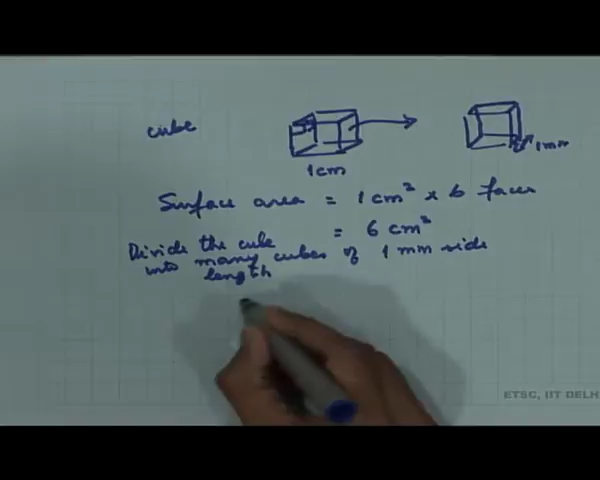 cube
1cm
1mm
Surface area = 1 cm² × 6 faces
= 6 cm²
Divide the cube
into many cubes of 1 mm side
length
ETSC, IIT DELH